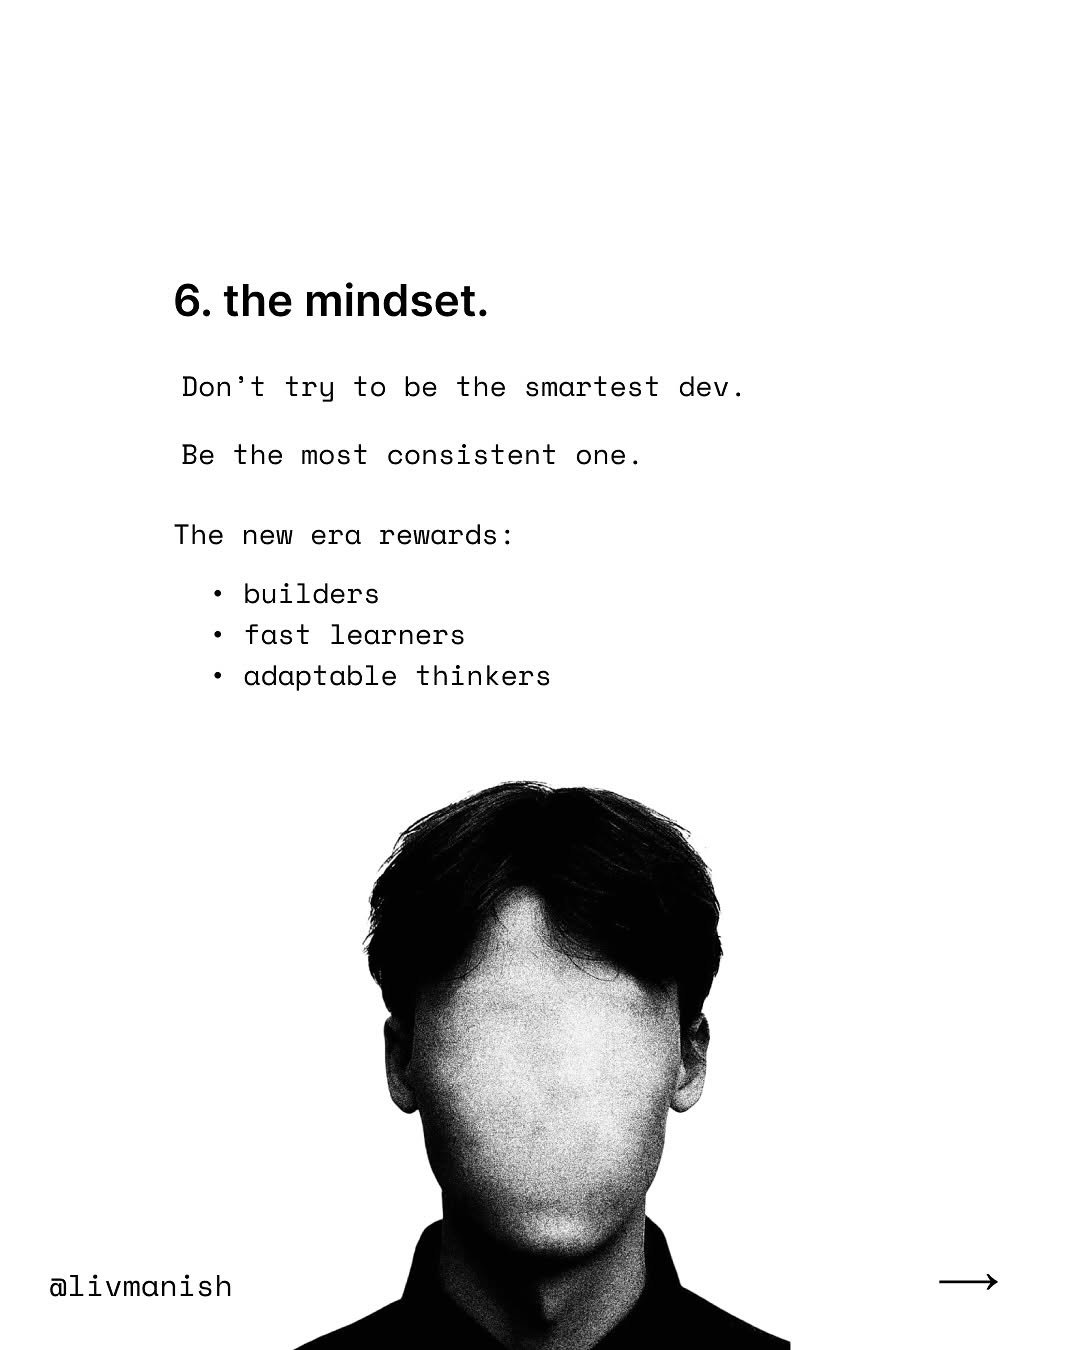 6. the mindset.
Don’t try to be the smartest dev.
Be the most consistent one.
The new era rewards:
• builders
• fast learners
• adaptable thinkers
@livmanish